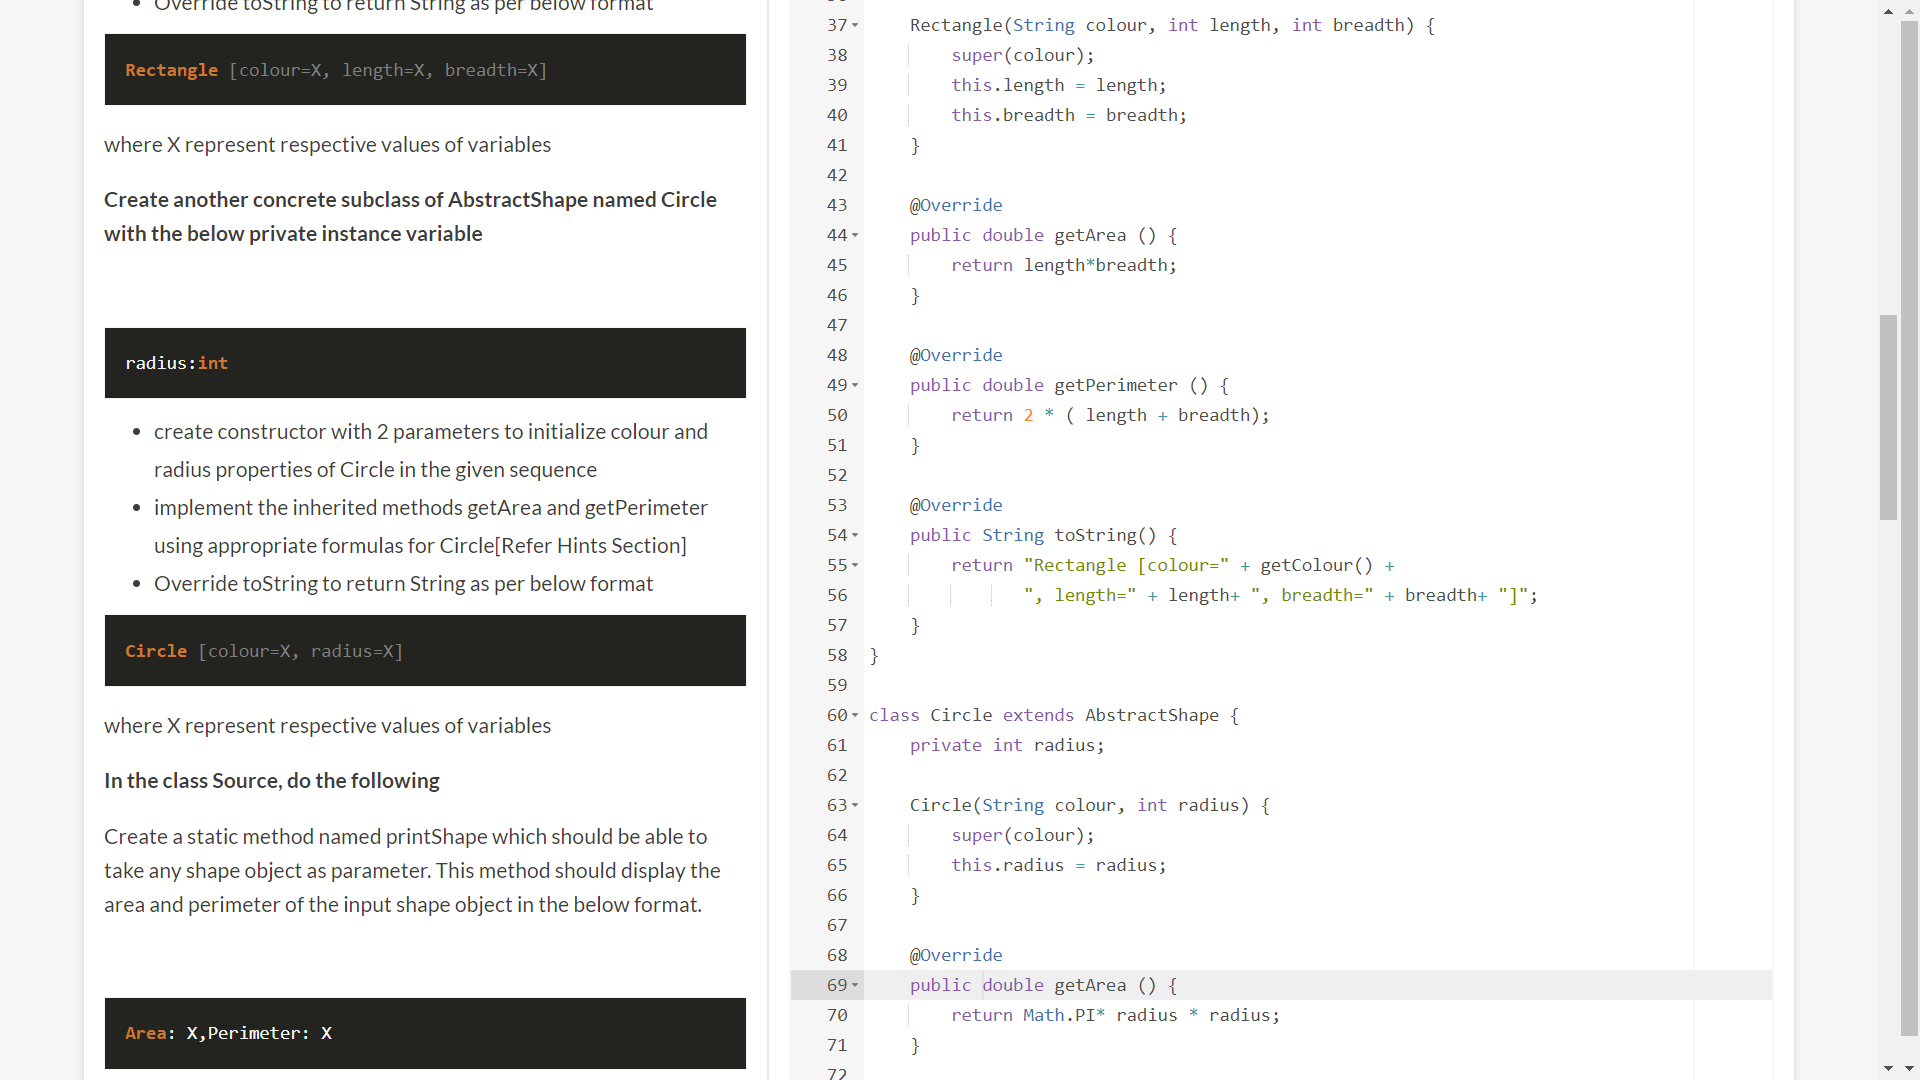 • Override toString to return String as per below format
Rectangle [colour=X, length=X, breadth=X]
where X represent respective values of variables
Create another concrete subclass of AbstractShape named Circle
with the below private instance variable
radius:int
• create constructor with 2 parameters to initialize colour and
radius properties of Circle in the given sequence
• implement the inherited methods getArea and getPerimeter
using appropriate formulas for Circle[Refer Hints Section]
• Override toString to return String as per below format
Circle [colour=X, radius=X]
where X represent respective values of variables
In the class Source, do the following
Create a static method named printShape which should be able to
take any shape object as parameter. This method should display the
area and perimeter of the input shape object in the below format.
Area: X,Perimeter: X
37 Rectangle(String colour, int length, int breadth) {
38 super(colour);
39 this.length = length;
40 this.breadth = breadth;
41 }
42
43 @Override
44 public double getArea () {
45 return length*breadth;
46 }
47
48 @Override
49 public double getPerimeter () {
50 return 2 * ( length + breadth);
51 }
52
53 @Override
54 public String toString() {
55 return "Rectangle [colour=" + getColour() +
56 ", length=" + length+ ", breadth=" + breadth+ "]";
57 }
58 }
59
60 class Circle extends AbstractShape {
61 private int radius;
62
63 Circle(String colour, int radius) {
64 super(colour);
65 this.radius = radius;
66 }
67
68 @Override
69 public double getArea () {
70 return Math.PI* radius * radius;
71 }
72